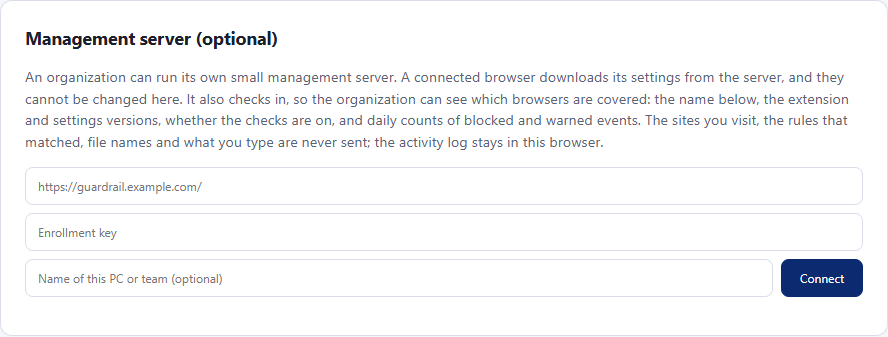 Management server (optional)
An organization can run its own small management server. A connected browser downloads its settings from the server, and they
cannot be changed here. It also checks in, so the organization can see which browsers are covered: the name below, the extension
and settings versions, whether the checks are on, and daily counts of blocked and warned events. The sites you visit, the rules that
matched, file names and what you type are never sent; the activity log stays in this browser.
https://guardrail.example.com/
Enrollment key
Name of this PC or team (optional)
Connect